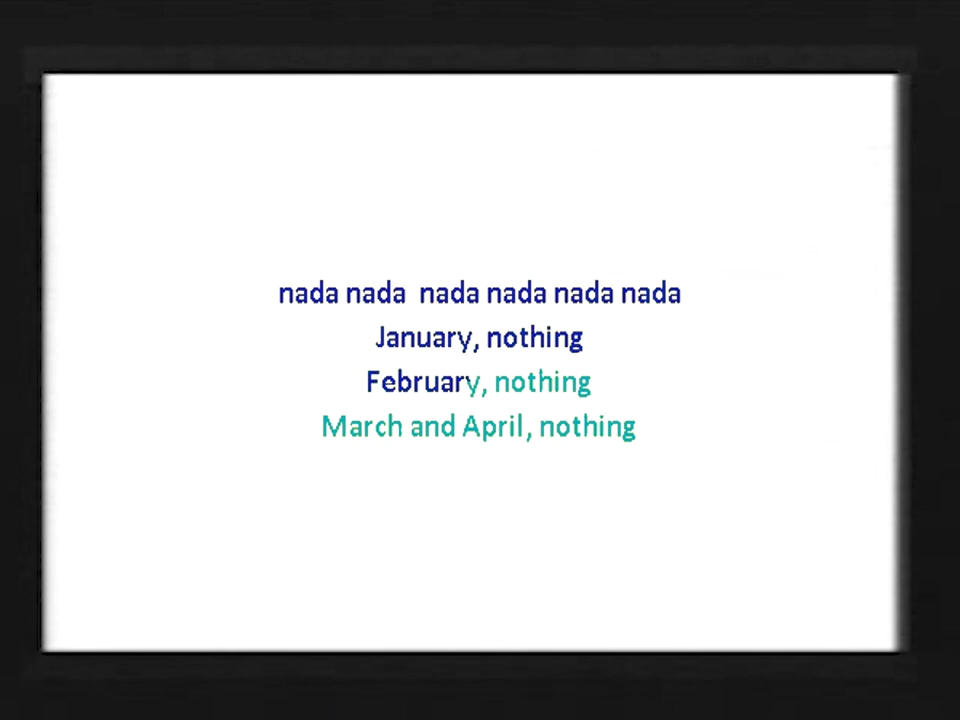 nada nada  nada nada nada nada
January, nothing
February, nothing
March and April, nothing